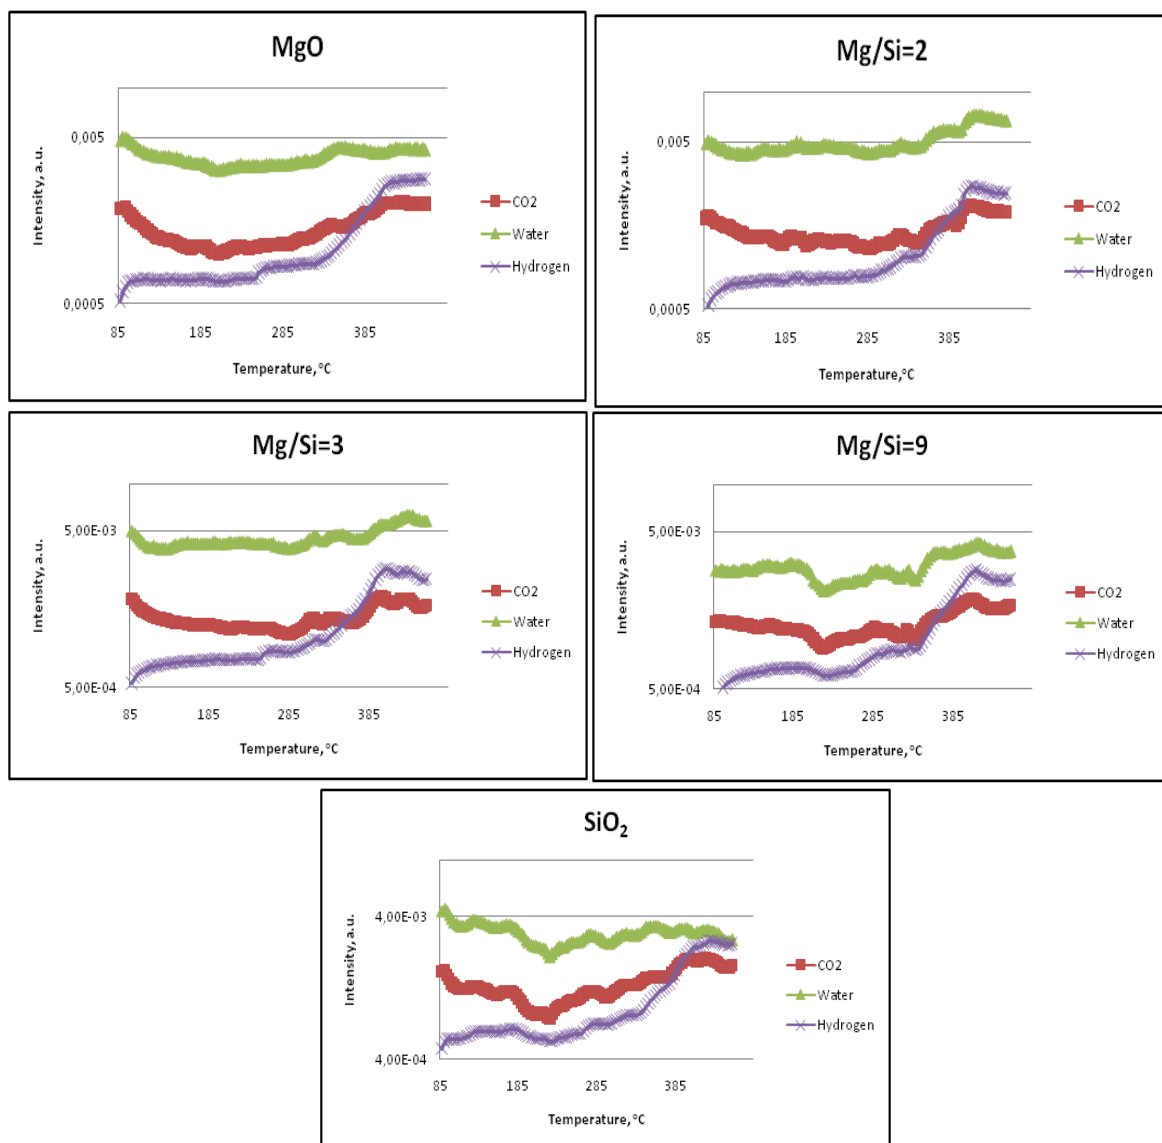 MgO
Intensity, a.u.
0,005
0,0005
85 185 285 385
Temperature, °C
CO2
Water
Hydrogen
Mg/Si=2
Intensity, a.u.
0,005
0,0005
85 185 285 385
Temperature, °C
CO2
Water
Hydrogen
Mg/Si=3
Intensity, a.u.
5,00E-03
5,00E-04
85 185 285 385
Temperature, °C
CO2
Water
Hydrogen
Mg/Si=9
Intensity, a.u.
5,00E-03
5,00E-04
85 185 285 385
Temperature, °C
CO2
Water
Hydrogen
SiO₂
Intensity, a.u.
4,00E-03
4,00E-04
85 185 285 385
Temperature, °C
CO2
Water
Hydrogen